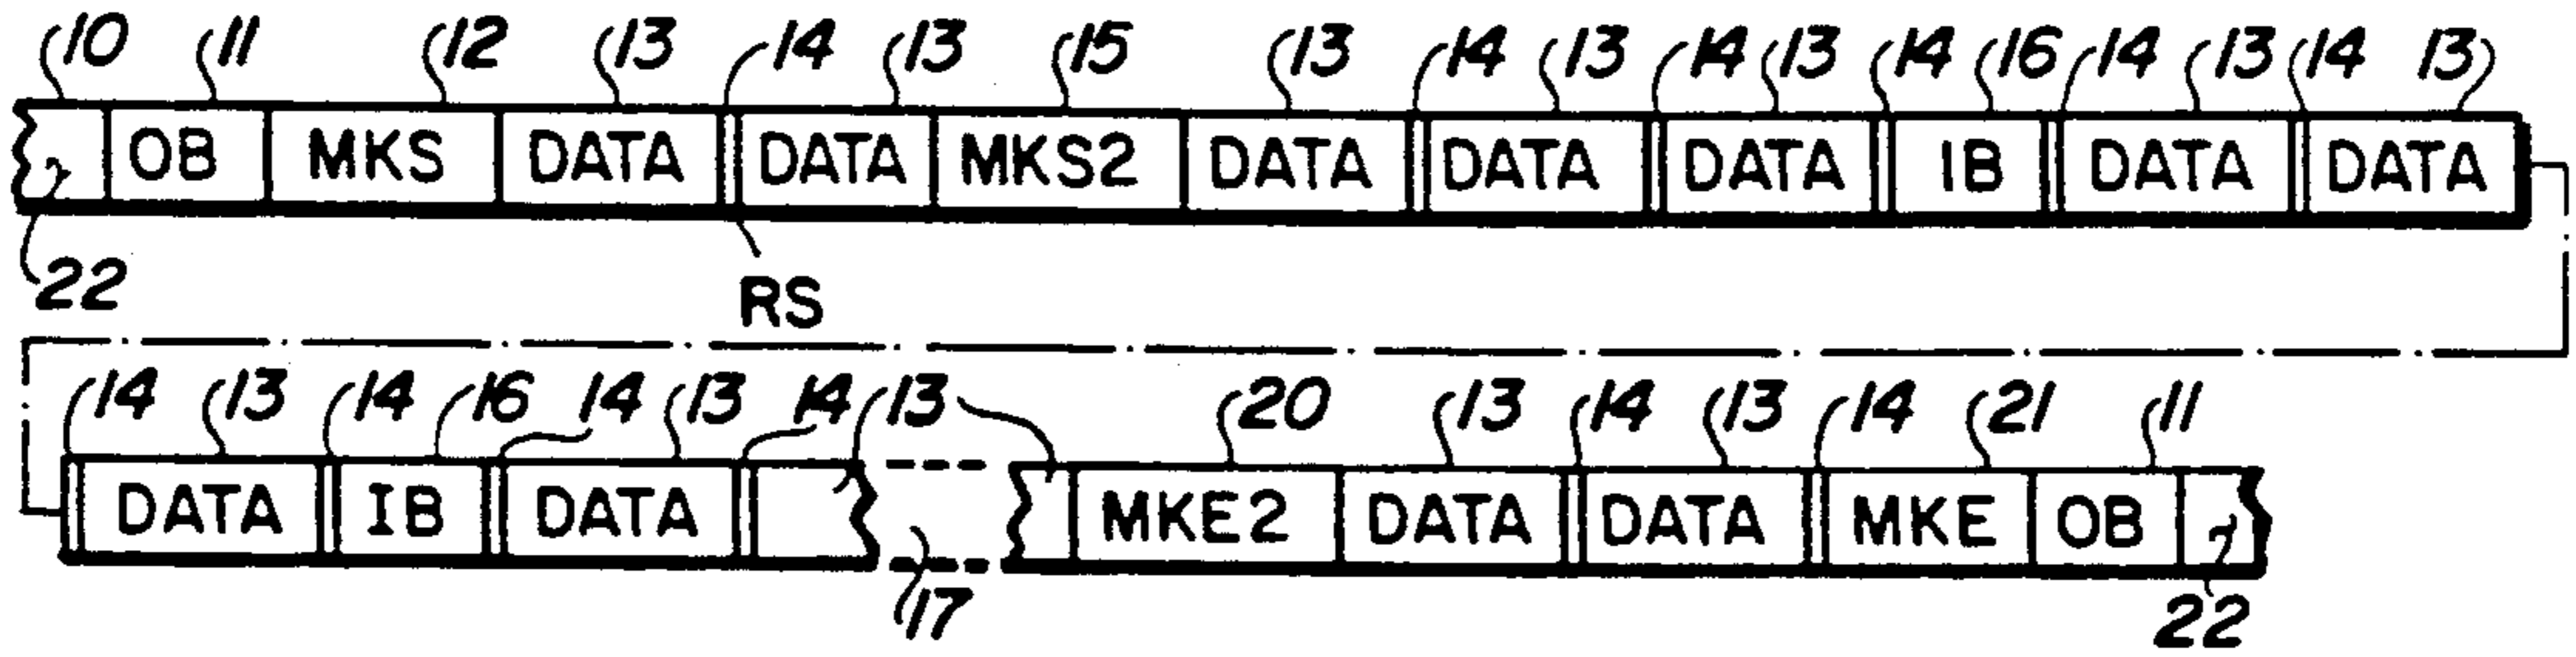 10 11 12 13 14 13 15 13 14 13 14 13 14 16 14 13 14 13
OB MKS DATA DATA MKS2 DATA DATA DATA IB DATA DATA
22 RS
14 13 14 16 14 13 14 13 20 13 14 13 14 21 11
DATA IB DATA MKE2 DATA DATA MKE OB
17 22